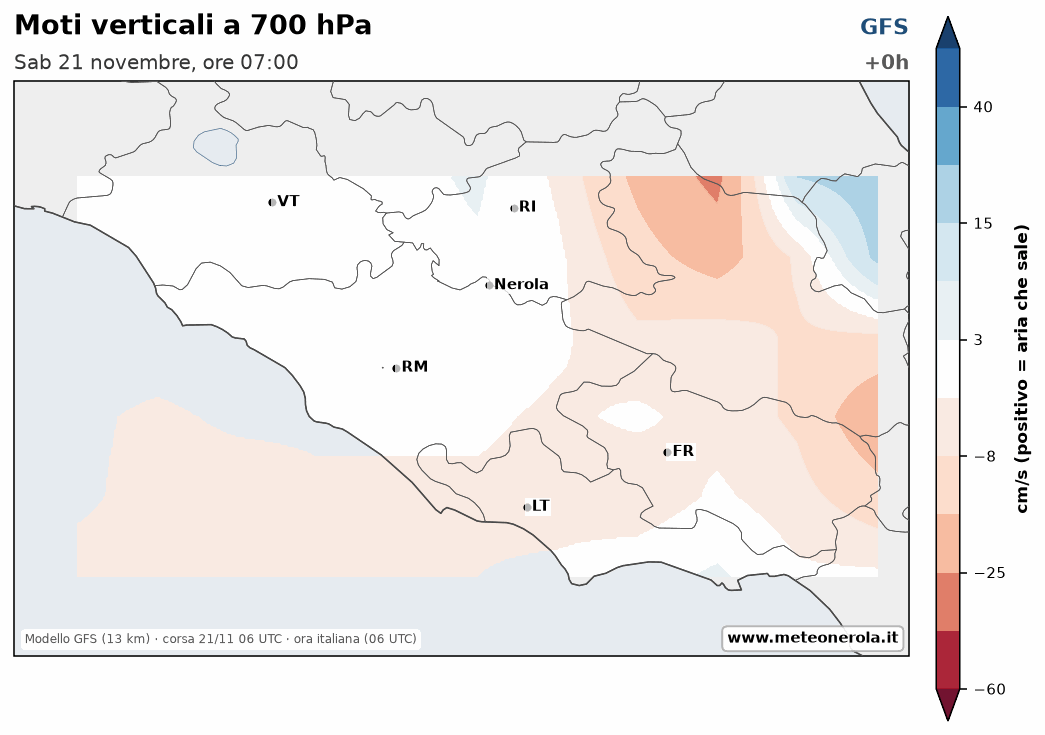 Moti verticali a 700 hPa
GFS
Sab 21 novembre, ore 07:00
+0h
40
15
3
−8
−25
−60
cm/s (positivo = aria che sale)
VT
RI
Nerola
RM
FR
LT
Modello GFS (13 km) · corsa 21/11 06 UTC · ora italiana (06 UTC)
www.meteonerola.it